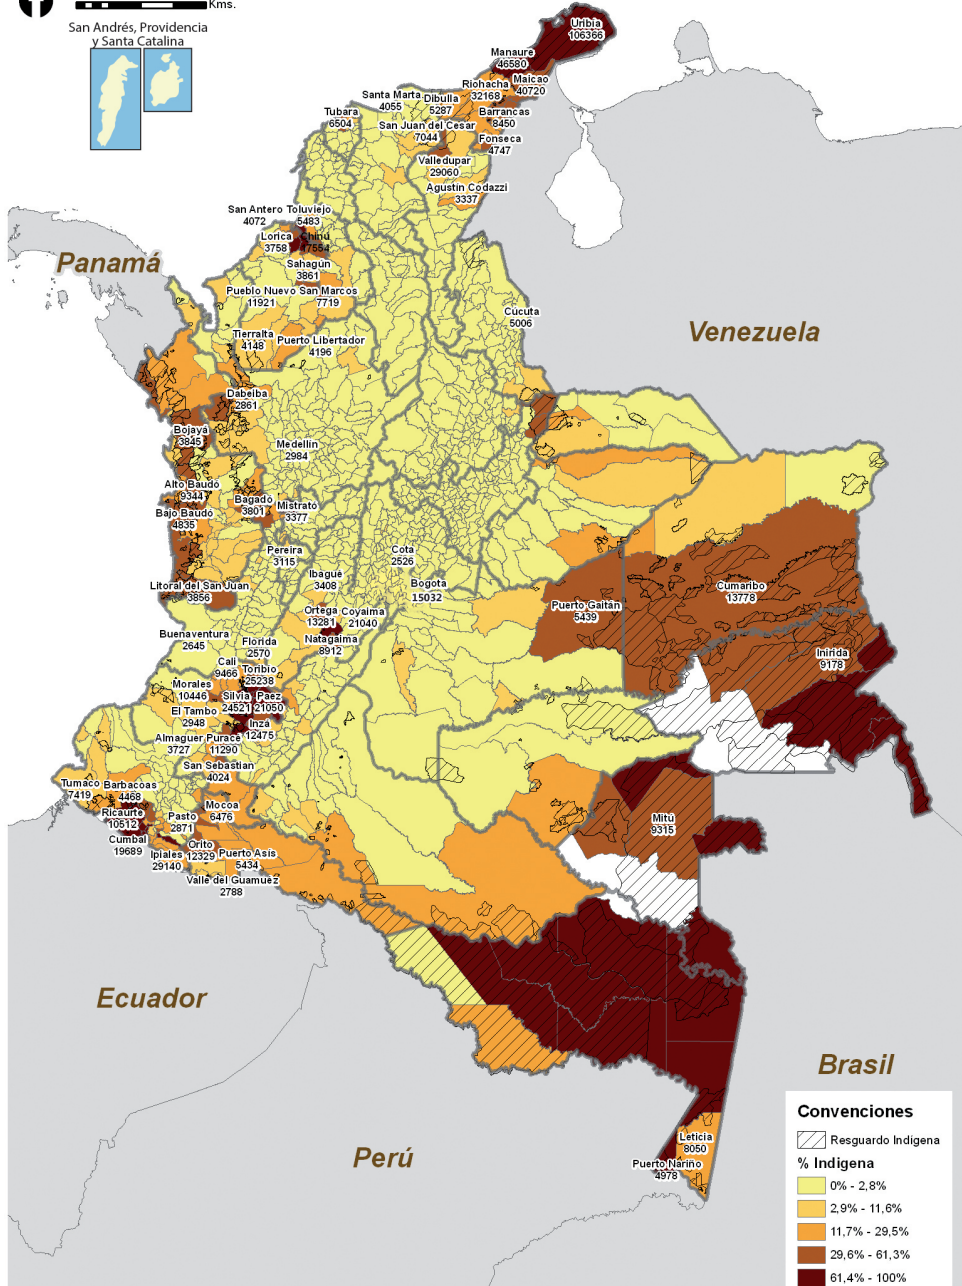 Kms.
San Andrés, Providencia
y Santa Catalina
Uribia
106366
Manaure
46580
Maicao
40720
Riohacha
32168
Santa Marta
4055
Dibulla
5287
Tubara
6504
Barrancas
8450
San Juan del Cesar
7044
Fonseca
4747
Valledupar
29060
Agustín Codazzi
3337
San Antero
4072
Toluviejo
5483
Lorica
3758
Chinú
7554
Sahagún
3861
Pueblo Nuevo
11921
San Marcos
7719
Cúcuta
5006
Panamá
Venezuela
Tierralta
4148
Puerto Libertador
4196
Dabeiba
2861
Bojayá
3845
Medellín
2984
Alto Baudó
9344
Bagadó
3801
Mistrató
3377
Bajo Baudó
4835
Pereira
3115
Cota
2526
Ibagué
3408
Bogota
15032
Litoral del San Juan
3856
Cumaribo
13778
Puerto Gaitán
5439
Ortega
13281
Coyaima
21040
Natagaima
8912
Buenaventura
2645
Florida
2570
Inírida
9178
Cali
9466
Toribio
25238
Morales
10446
Silvia
24521
Paez
21050
El Tambo
2948
Inzá
12475
Almaguer
3727
Puracé
11290
San Sebastian
4024
Tumaco
7419
Barbacoas
4468
Mocoa
6476
Ricaurte
10512
Pasto
2871
Mitú
9315
Cumbal
19689
Ipiales
29140
Orito
12329
Puerto Asís
5434
Valle del Guamuez
2788
Ecuador
Brasil
Perú
Leticia
8050
Puerto Nariño
4978
Convenciones
Resguardo Indigena
% Indigena
0% - 2,8%
2,9% - 11,6%
11,7% - 29,5%
29,6% - 61,3%
61,4% - 100%